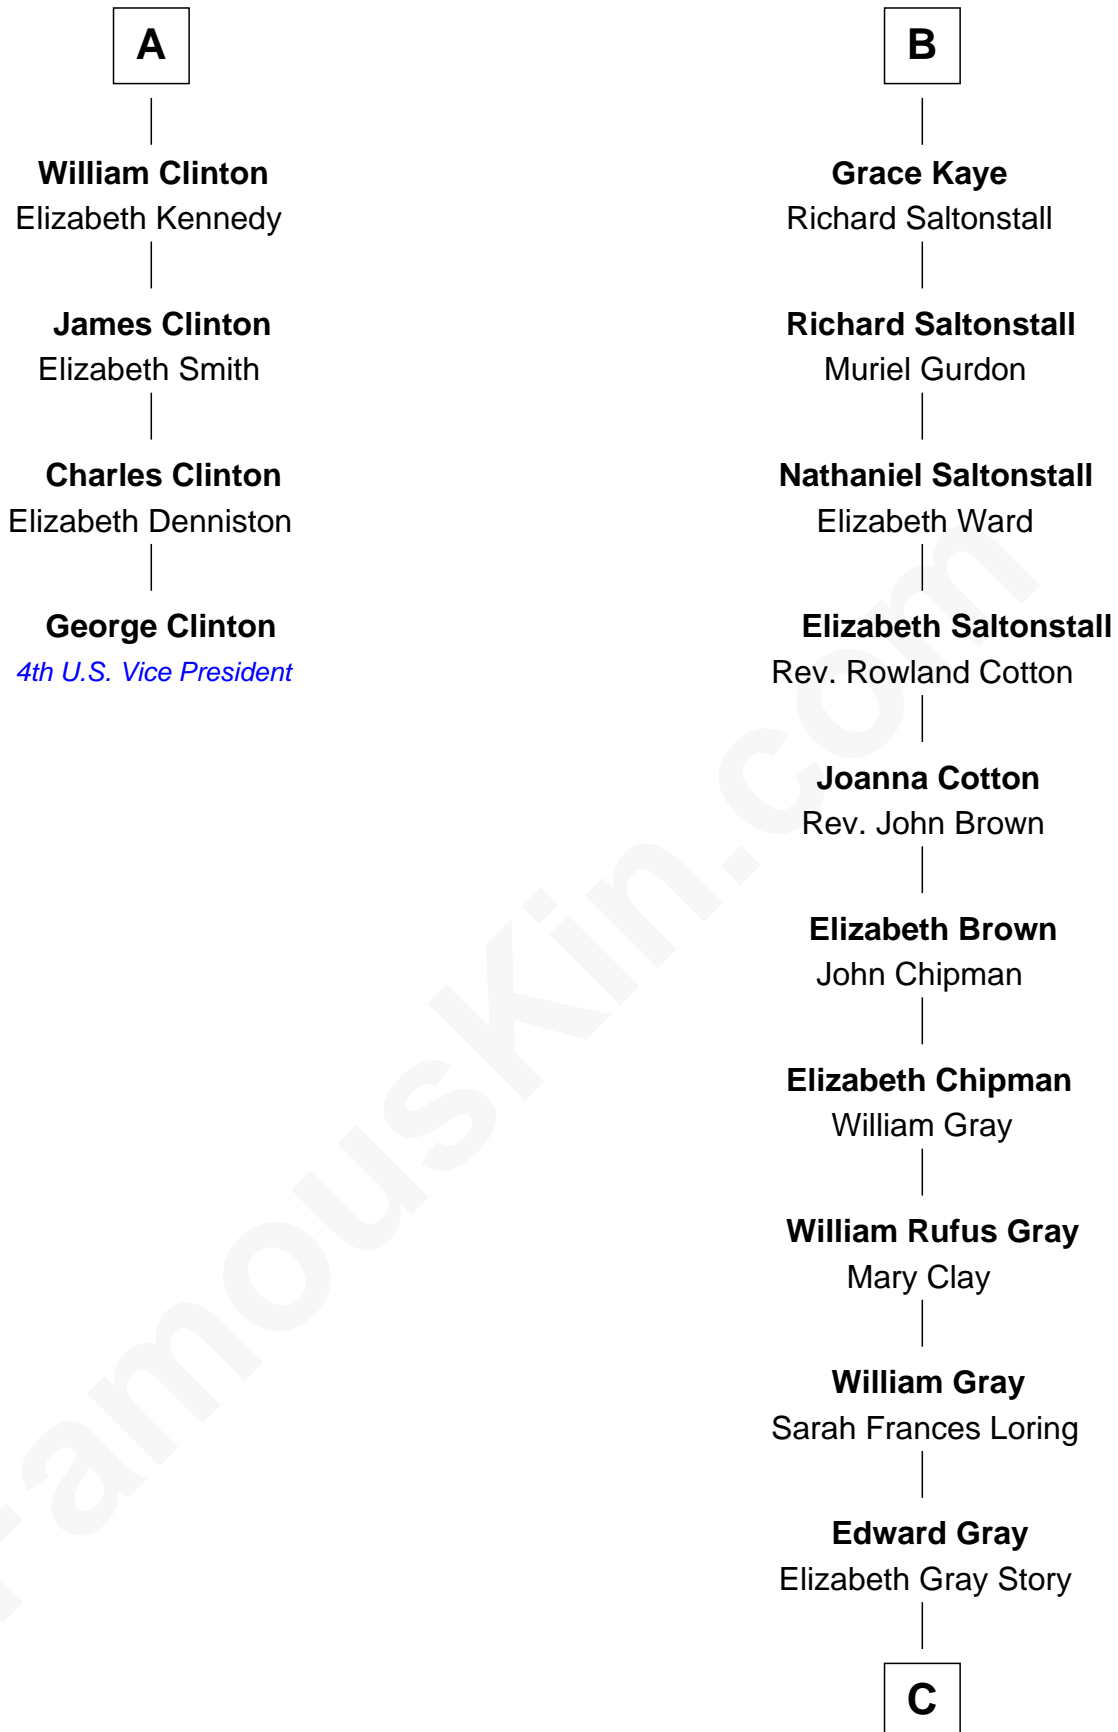 A
William Clinton
Elizabeth Kennedy
James Clinton
Elizabeth Smith
Charles Clinton
Elizabeth Denniston
George Clinton
4th U.S. Vice President
B
Grace Kaye
Richard Saltonstall
Richard Saltonstall
Muriel Gurdon
Nathaniel Saltonstall
Elizabeth Ward
Elizabeth Saltonstall
Rev. Rowland Cotton
Joanna Cotton
Rev. John Brown
Elizabeth Brown
John Chipman
Elizabeth Chipman
William Gray
William Rufus Gray
Mary Clay
William Gray
Sarah Frances Loring
Edward Gray
Elizabeth Gray Story
C
FamousKin.com